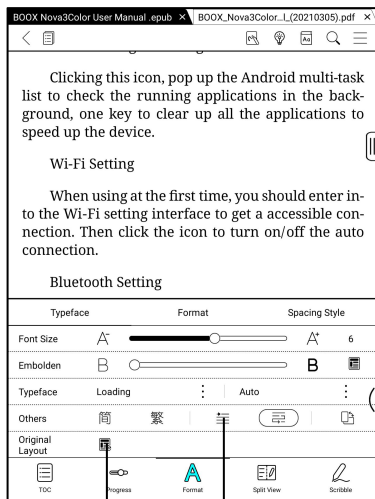 BOOX Nova3Color User Manual .epub × BOOX_Nova3Color...l_(20210305).pdf ×
Clicking this icon, pop up the Android multi-task
list to check the running applications in the back-
ground, one key to clear up all the applications to
speed up the device.
Wi-Fi Setting
When using at the first time, you should enter in-
to the Wi-Fi setting interface to get a accessible con-
nection. Then click the icon to turn on/off the auto
connection.
Bluetooth Setting
Typeface Format Spacing Style
Font Size A- A+ 6
Embolden B B
Typeface Loading Auto
Others 简 繁
Original
Layout
TOC Progress Format Split View Scribble